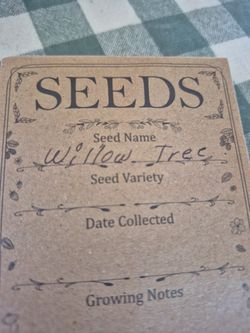 SEEDS
Seed Name
Willow Tree
Seed Variety
Date Collected
Growing Notes